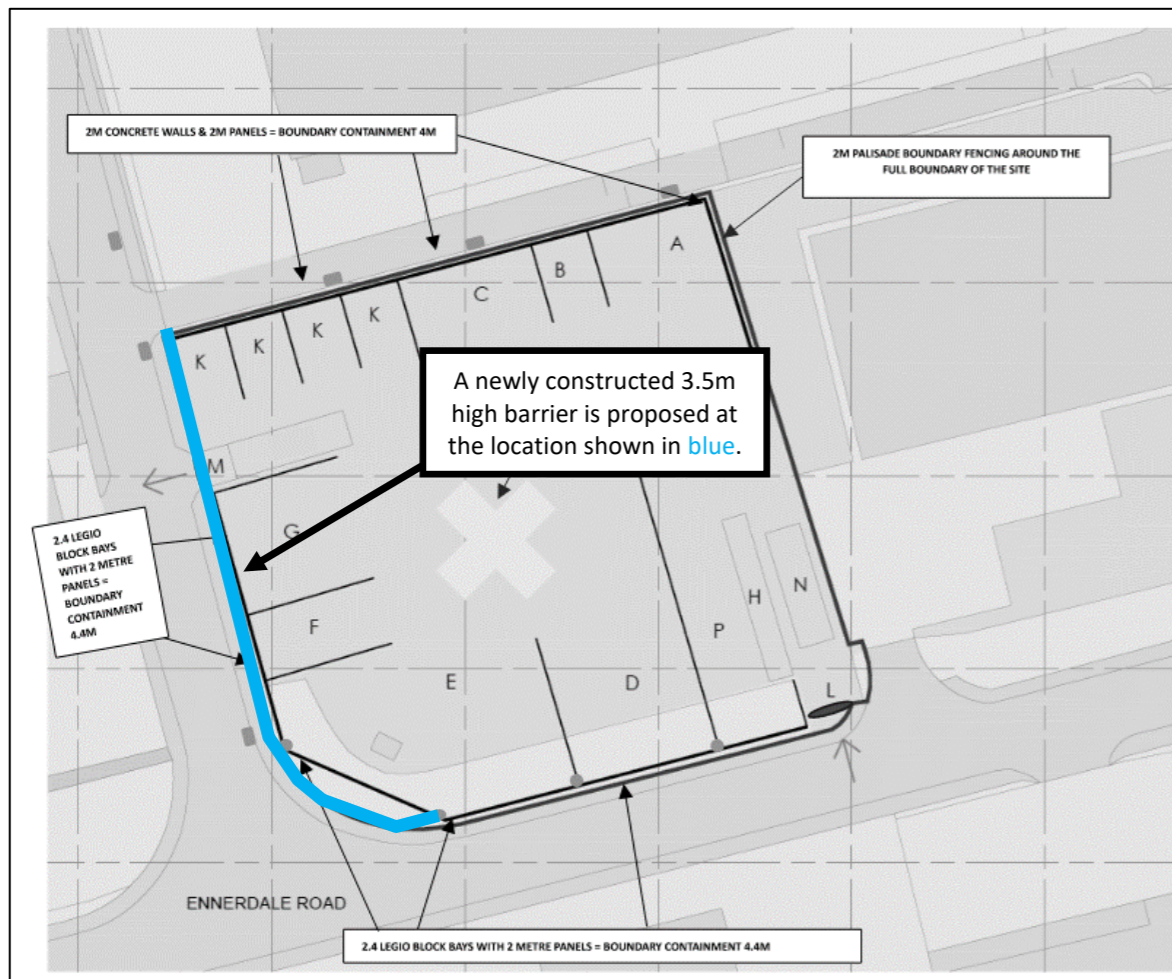 2M CONCRETE WALLS & 2M PANELS = BOUNDARY CONTAINMENT 4M
2M PALISADE BOUNDARY FENCING AROUND THE
FULL BOUNDARY OF THE SITE
A
B
C
K
K
K
K
A newly constructed 3.5m
high barrier is proposed at
the location shown in blue.
M
G
2.4 LEGIO
BLOCK BAYS
WITH 2 METRE
PANELS =
BOUNDARY
CONTAINMENT
4.4M
F
H
N
P
E
D
L
ENNERDALE ROAD
2.4 LEGIO BLOCK BAYS WITH 2 METRE PANELS = BOUNDARY CONTAINMENT 4.4M